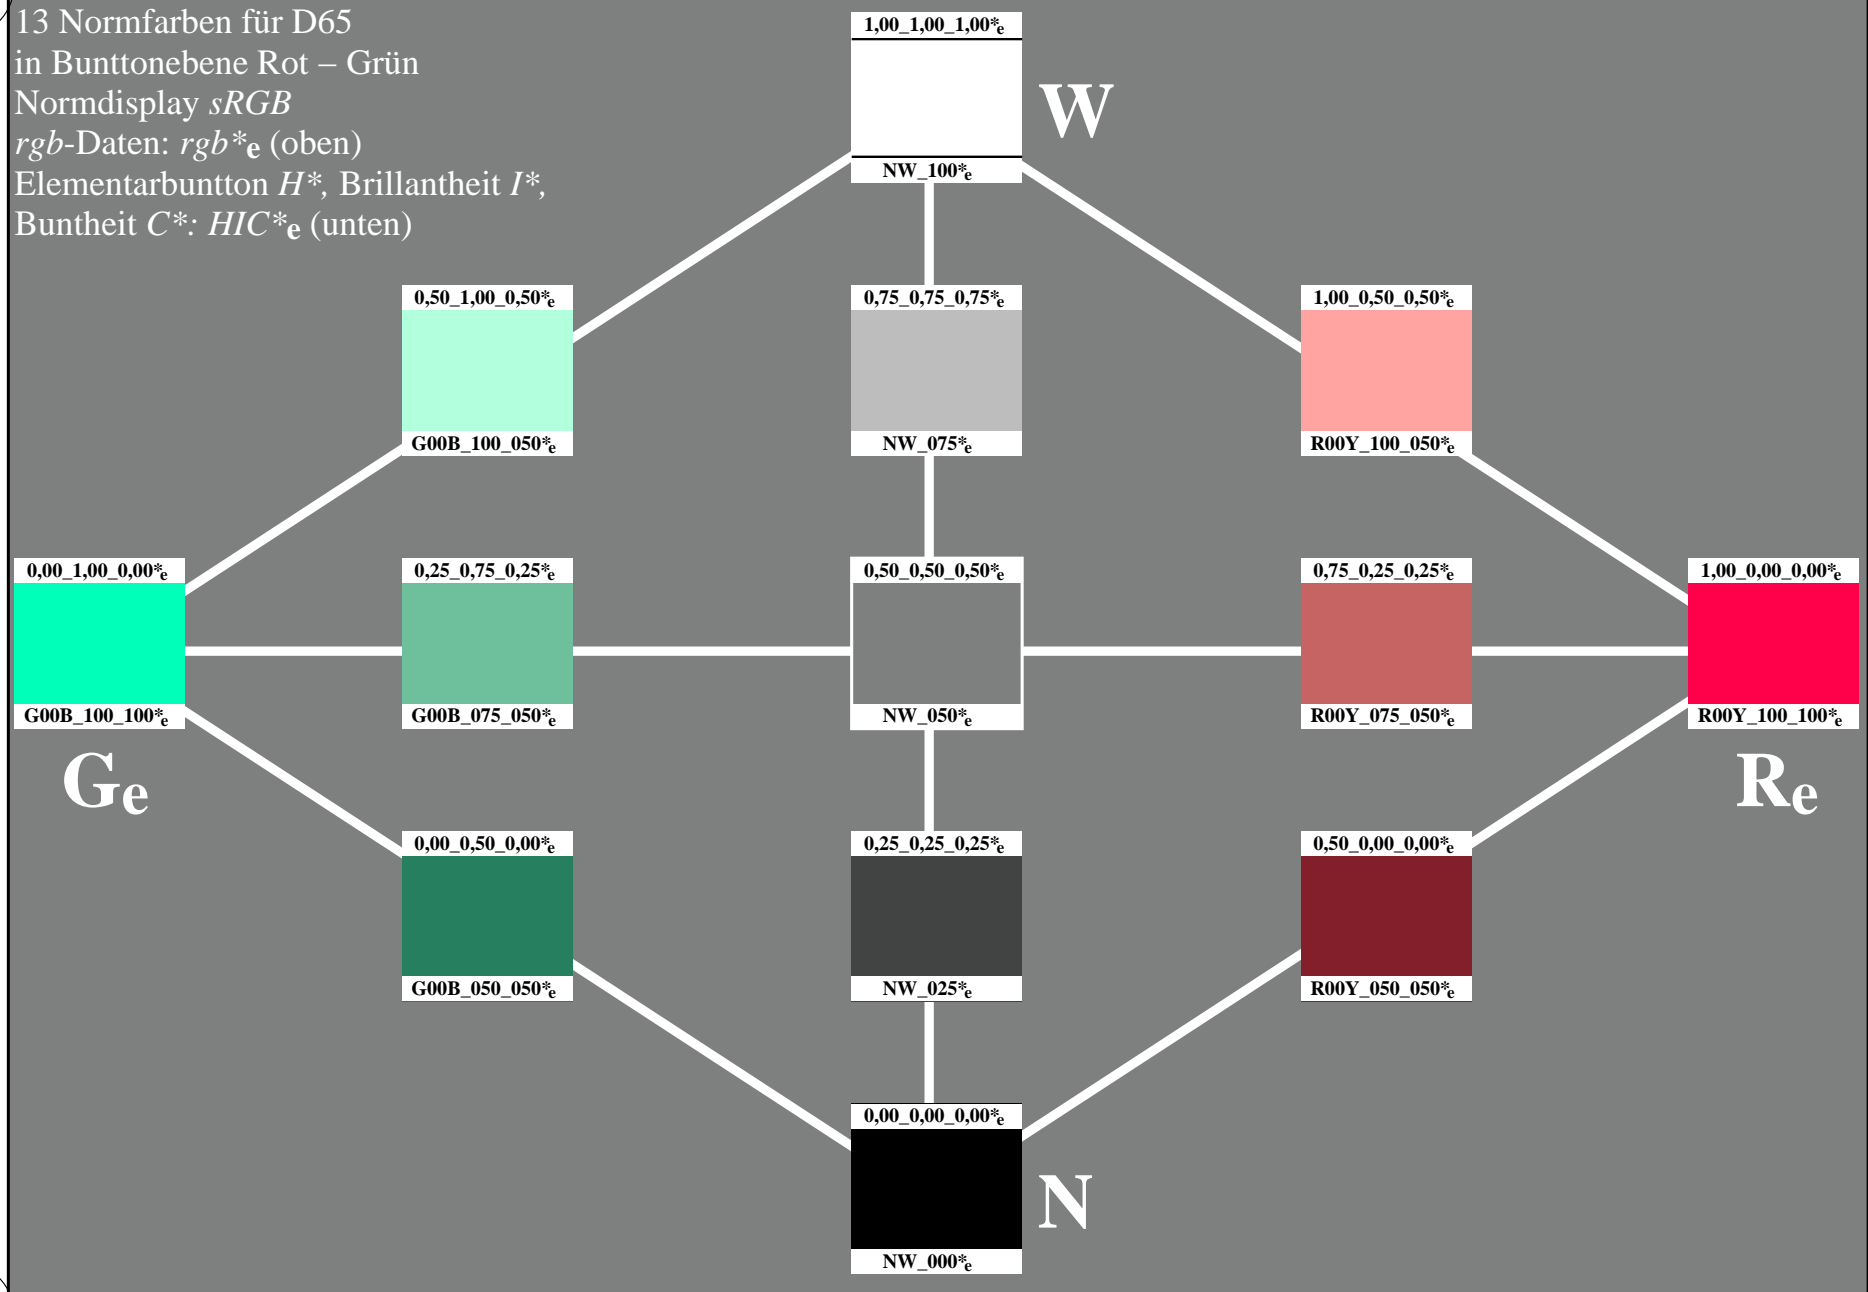 13 Normfarben für D65
in Bunttonebene Rot – Grün
Normdisplay sRGB
rgb-Daten: rgb*e (oben)
Elementarbuntton H*, Brillantheit I*,
Buntheit C*: HIC*e (unten)
1,00_1,00_1,00*e
W
NW_100*e
0,50_1,00_0,50*e
0,75_0,75_0,75*e
1,00_0,50_0,50*e
G00B_100_050*e
NW_075*e
R00Y_100_050*e
0,00_1,00_0,00*e
0,25_0,75_0,25*e
0,50_0,50_0,50*e
0,75_0,25_0,25*e
1,00_0,00_0,00*e
G00B_100_100*e
G00B_075_050*e
NW_050*e
R00Y_075_050*e
R00Y_100_100*e
Ge
Re
0,00_0,50_0,00*e
0,25_0,25_0,25*e
0,50_0,00_0,00*e
G00B_050_050*e
NW_025*e
R00Y_050_050*e
0,00_0,00_0,00*e
N
NW_000*e